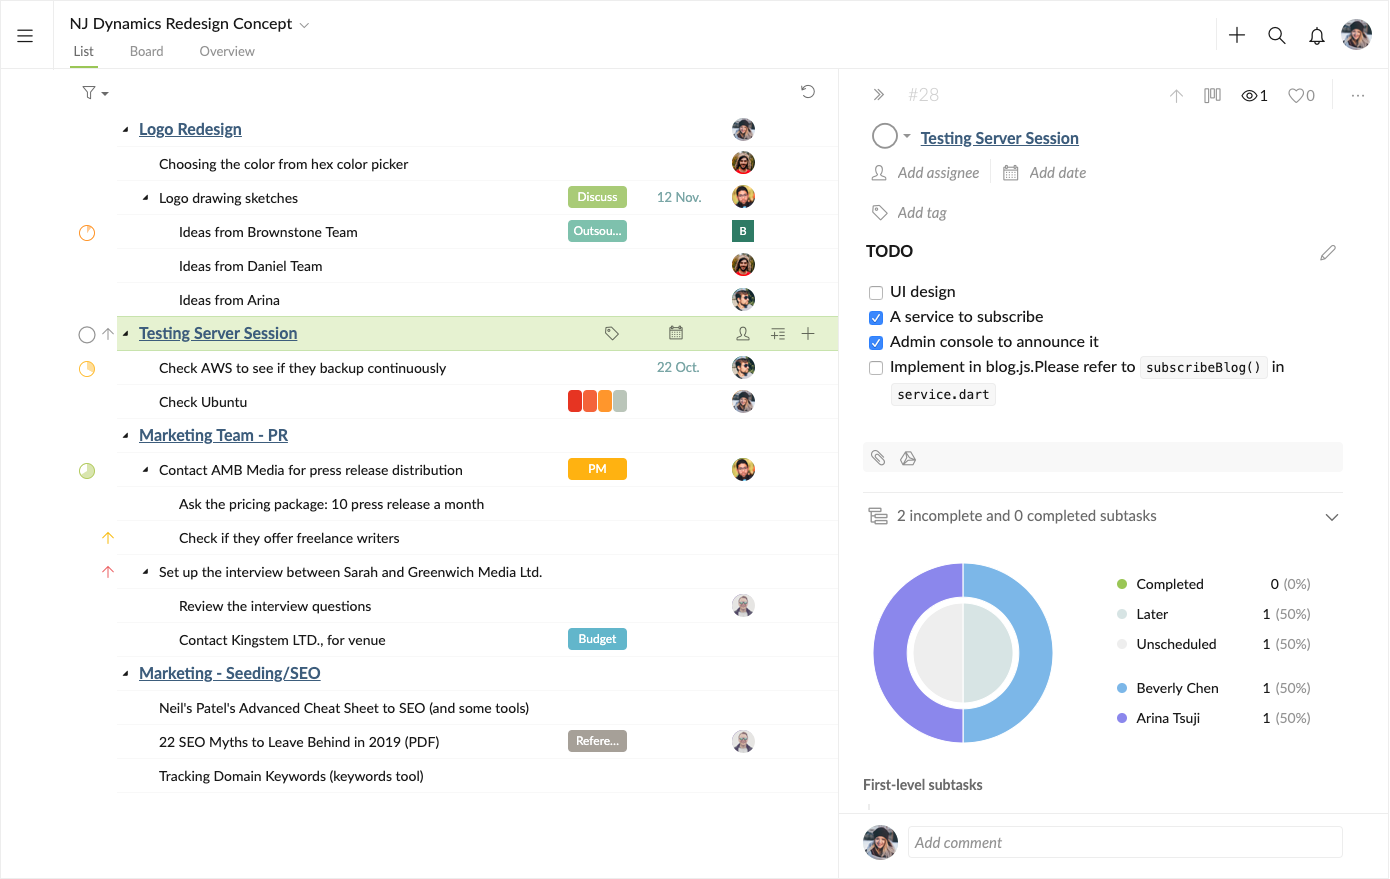 NJ Dynamics Redesign Concept
List Board Overview
Logo Redesign
Choosing the color from hex color picker
Logo drawing sketches Discuss 12 Nov.
Ideas from Brownstone Team Outsou... B
Ideas from Daniel Team
Ideas from Arina
Testing Server Session
Check AWS to see if they backup continuously 22 Oct.
Check Ubuntu
Marketing Team - PR
Contact AMB Media for press release distribution PM
Ask the pricing package: 10 press release a month
Check if they offer freelance writers
Set up the interview between Sarah and Greenwich Media Ltd.
Review the interview questions
Contact Kingstem LTD., for venue Budget
Marketing - Seeding/SEO
Neil's Patel's Advanced Cheat Sheet to SEO (and some tools)
22 SEO Myths to Leave Behind in 2019 (PDF) Refere...
Tracking Domain Keywords (keywords tool)
#28 1 0 ...
Testing Server Session
Add assignee Add date
Add tag
TODO
UI design
A service to subscribe
Admin console to announce it
Implement in blog.js.Please refer to subscribeBlog() in
service.dart
2 incomplete and 0 completed subtasks
Completed 0 (0%)
Later 1 (50%)
Unscheduled 1 (50%)
Beverly Chen 1 (50%)
Arina Tsuji 1 (50%)
First-level subtasks
Add comment